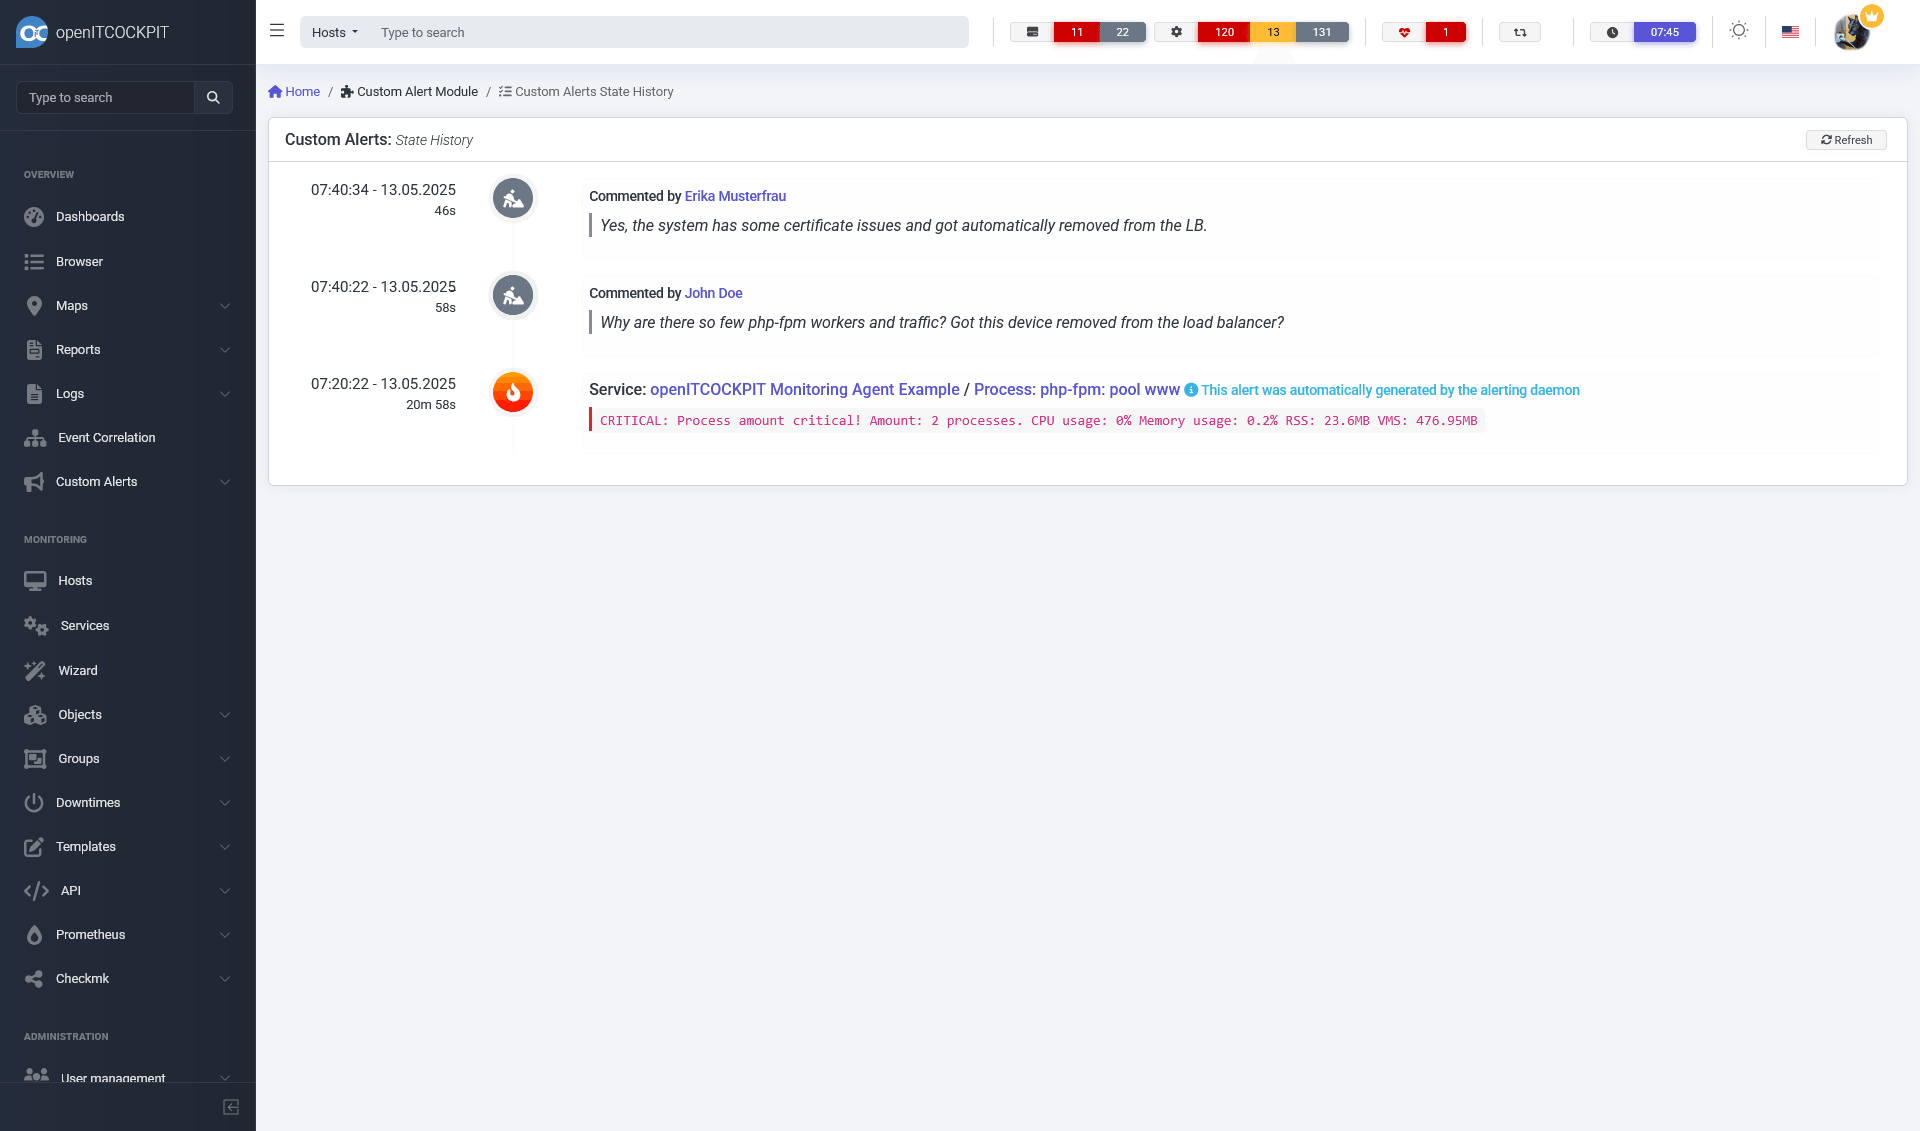 openITCOCKPIT
Hosts
Type to search
11
22
120
13
131
1
07:45
Type to search
Home / Custom Alert Module / Custom Alerts State History
Custom Alerts: State History
Refresh
07:40:34 - 13.05.2025
46s
Commented by Erika Musterfrau
Yes, the system has some certificate issues and got automatically removed from the LB.
07:40:22 - 13.05.2025
58s
Commented by John Doe
Why are there so few php-fpm workers and traffic? Got this device removed from the load balancer?
07:20:22 - 13.05.2025
20m 58s
Service: openITCOCKPIT Monitoring Agent Example / Process: php-fpm: pool www This alert was automatically generated by the alerting daemon
CRITICAL: Process amount critical! Amount: 2 processes. CPU usage: 0% Memory usage: 0.2% RSS: 23.6MB VMS: 476.95MB
OVERVIEW
Dashboards
Browser
Maps
Reports
Logs
Event Correlation
Custom Alerts
MONITORING
Hosts
Services
Wizard
Objects
Groups
Downtimes
Templates
API
Prometheus
Checkmk
ADMINISTRATION
User management